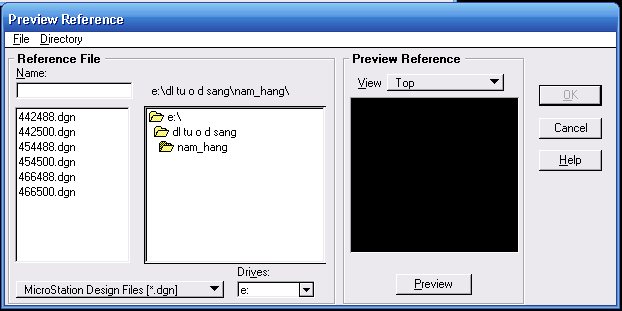 Preview Reference
File Directory
Reference File
Name:
e:\dl tu o d sang\nam_hang\
442488.dgn
442500.dgn
454488.dgn
454500.dgn
466488.dgn
466500.dgn
e:\
dl tu o d sang
nam_hang
MicroStation Design Files [*.dgn]
Drives:
e:
Preview Reference
View Top
Preview
OK
Cancel
Help